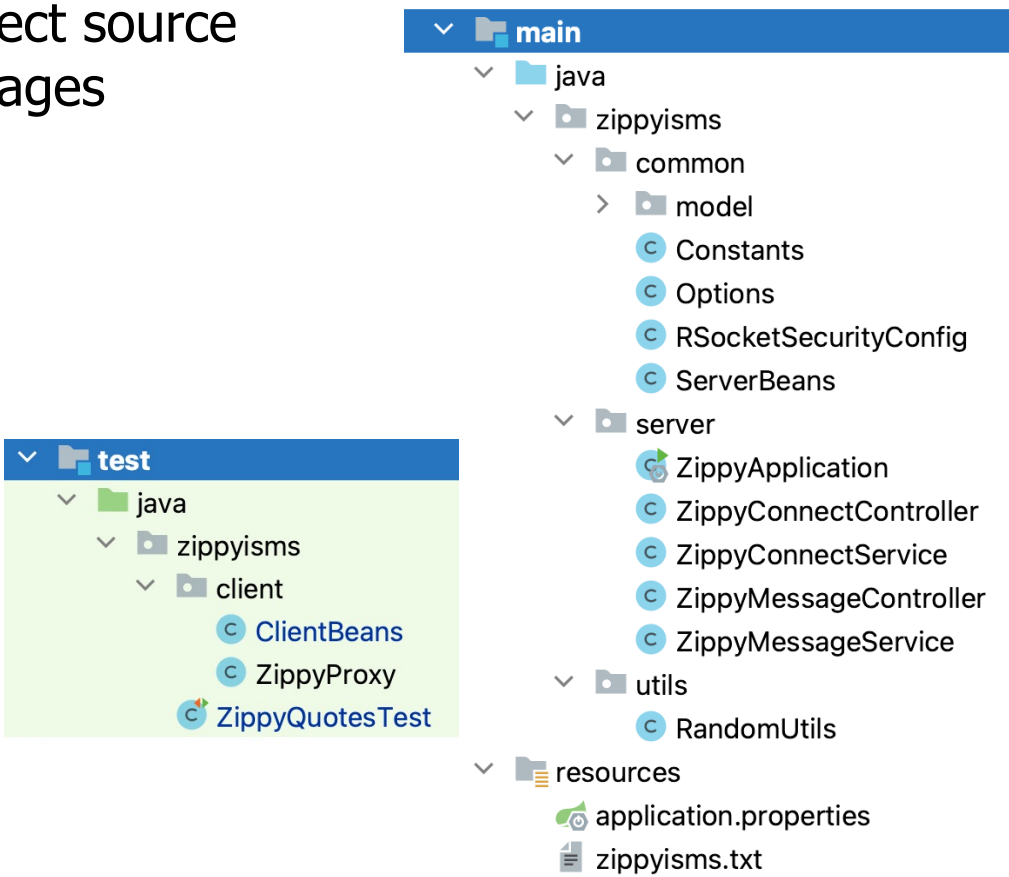 ect source
ages
main
java
zippyisms
common
model
Constants
Options
RSocketSecurityConfig
ServerBeans
server
ZippyApplication
ZippyConnectController
ZippyConnectService
ZippyMessageController
ZippyMessageService
utils
RandomUtils
resources
application.properties
zippyisms.txt
test
java
zippyisms
client
ClientBeans
ZippyProxy
ZippyQuotesTest